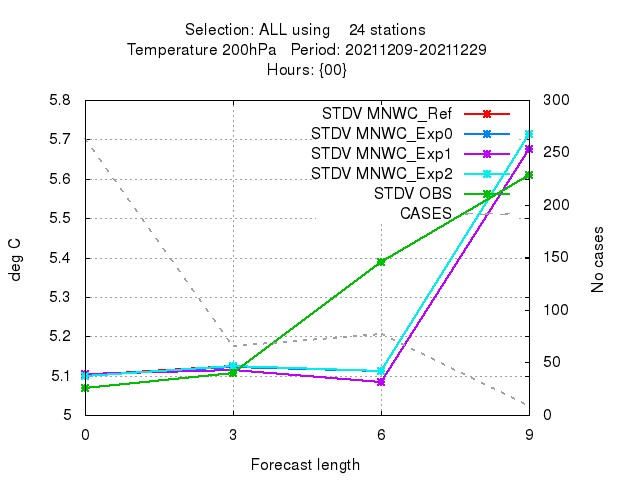 Selection: ALL using    24 stations
Temperature 200hPa   Period: 20211209-20211229
Hours: {00}
5.8
5.7
5.6
5.5
5.4
5.3
5.2
5.1
5
deg C
STDV MNWC_Ref
STDV MNWC_Exp0
STDV MNWC_Exp1
STDV MNWC_Exp2
STDV OBS
CASES
300
250
200
150
100
50
0
No cases
0 3 6 9
Forecast length